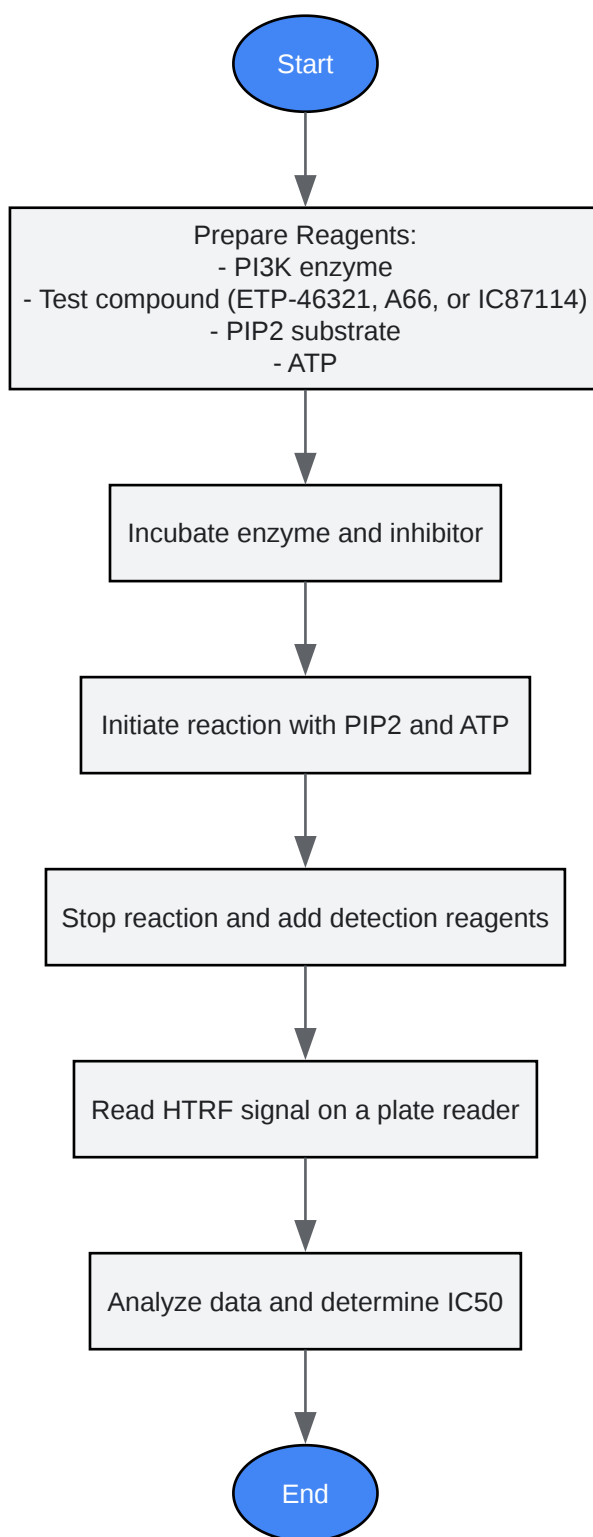 Start
Prepare Reagents:
- PI3K enzyme
- Test compound (ETP-46321, A66, or IC87114)
- PIP2 substrate
- ATP
Incubate enzyme and inhibitor
Initiate reaction with PIP2 and ATP
Stop reaction and add detection reagents
Read HTRF signal on a plate reader
Analyze data and determine IC50
End